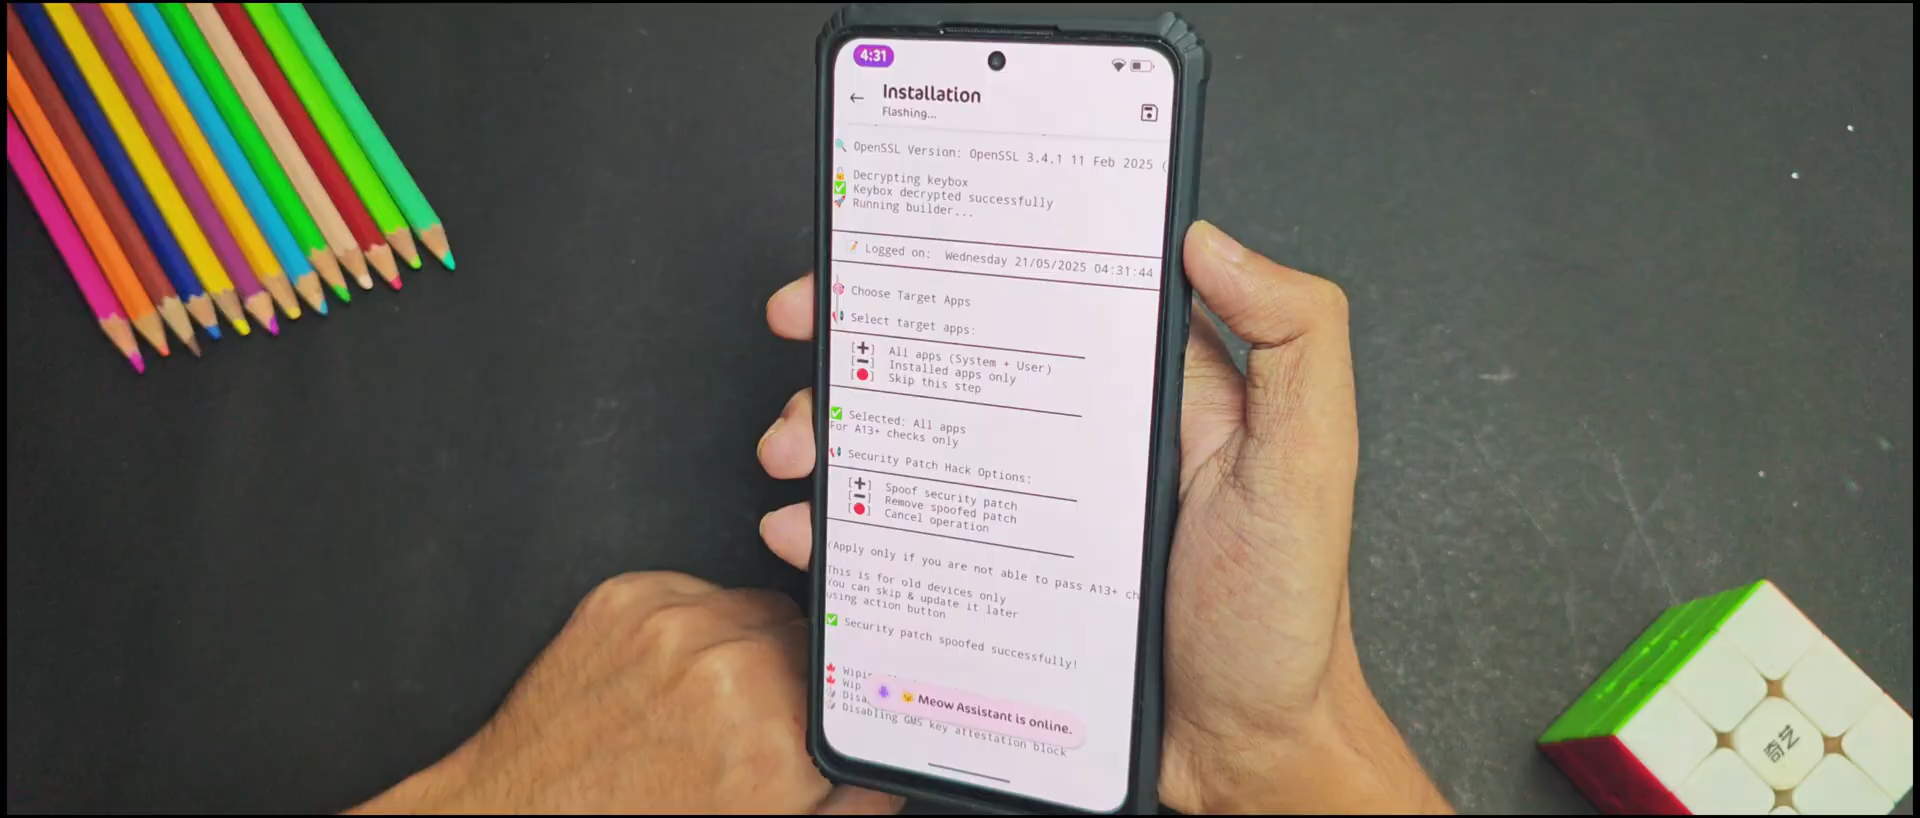 4:31
Installation
Flashing...
OpenSSL Version: OpenSSL 3.4.1 11 Feb 2025 (
Decrypting keybox
Keybox decrypted successfully
Running builder...
Logged on: Wednesday 21/05/2025 04:31:44
Choose Target Apps
Select target apps:
[+] All apps (System + User)
[-] Installed apps only
[🔴] Skip this step
Selected: All apps
For A13+ checks only
Security Patch Hack Options:
[+] Spoof security patch
[-] Remove spoofed patch
[🔴] Cancel operation
(Apply only if you are not able to pass A13+ ch
This is for old devices only
You can skip & update it later
using action button
Security patch spoofed successfully!
Meow Assistant is online.
Disabling GMS key attestation block